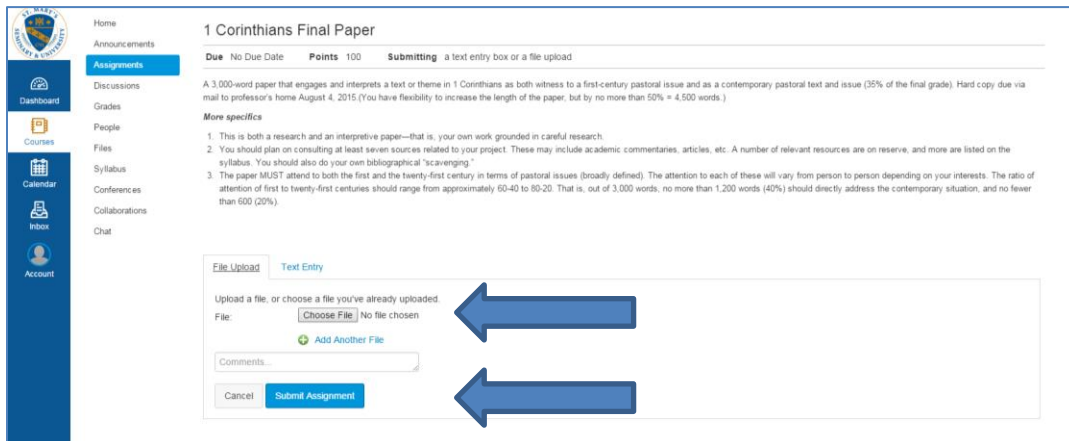 ST. MARY'S
SEMINARY & UNIVERSITY
Dashboard
Courses
Calendar
Inbox
Account
Home
Announcements
Assignments
Discussions
Grades
People
Files
Syllabus
Conferences
Collaborations
Chat
1 Corinthians Final Paper
Due No Due Date Points 100 Submitting a text entry box or a file upload
A 3,000-word paper that engages and interprets a text or theme in 1 Corinthians as both witness to a first-century pastoral issue and as a contemporary pastoral text and issue (35% of the final grade). Hard copy due via
mail to professor's home August 4, 2015.(You have flexibility to increase the length of the paper, but by no more than 50% = 4,500 words.)
More specifics
1. This is both a research and an interpretive paper—that is, your own work grounded in careful research.
2. You should plan on consulting at least seven sources related to your project. These may include academic commentaries, articles, etc. A number of relevant resources are on reserve, and more are listed on the
syllabus. You should also do your own bibliographical "scavenging."
3. The paper MUST attend to both the first and the twenty-first century in terms of pastoral issues (broadly defined). The attention to each of these will vary from person to person depending on your interests. The ratio of
attention of first to twenty-first centuries should range from approximately 60-40 to 80-20. That is, out of 3,000 words, no more than 1,200 words (40%) should directly address the contemporary situation, and no fewer
than 600 (20%).
File Upload Text Entry
Upload a file, or choose a file you've already uploaded.
File: Choose File No file chosen
Add Another File
Comments...
Cancel Submit Assignment